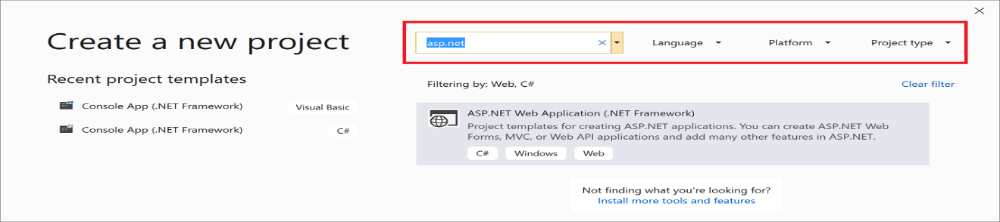 Create a new project
asp.net
Language
Platform
Project type
Recent project templates
Console App (.NET Framework)
Visual Basic
Console App (.NET Framework)
C#
Filtering by: Web, C#
Clear filter
ASP.NET Web Application (.NET Framework)
Project templates for creating ASP.NET applications. You can create ASP.NET Web
Forms, MVC, or Web API applications and add many other features in ASP.NET.
C#
Windows
Web
Not finding what you're looking for?
Install more tools and features